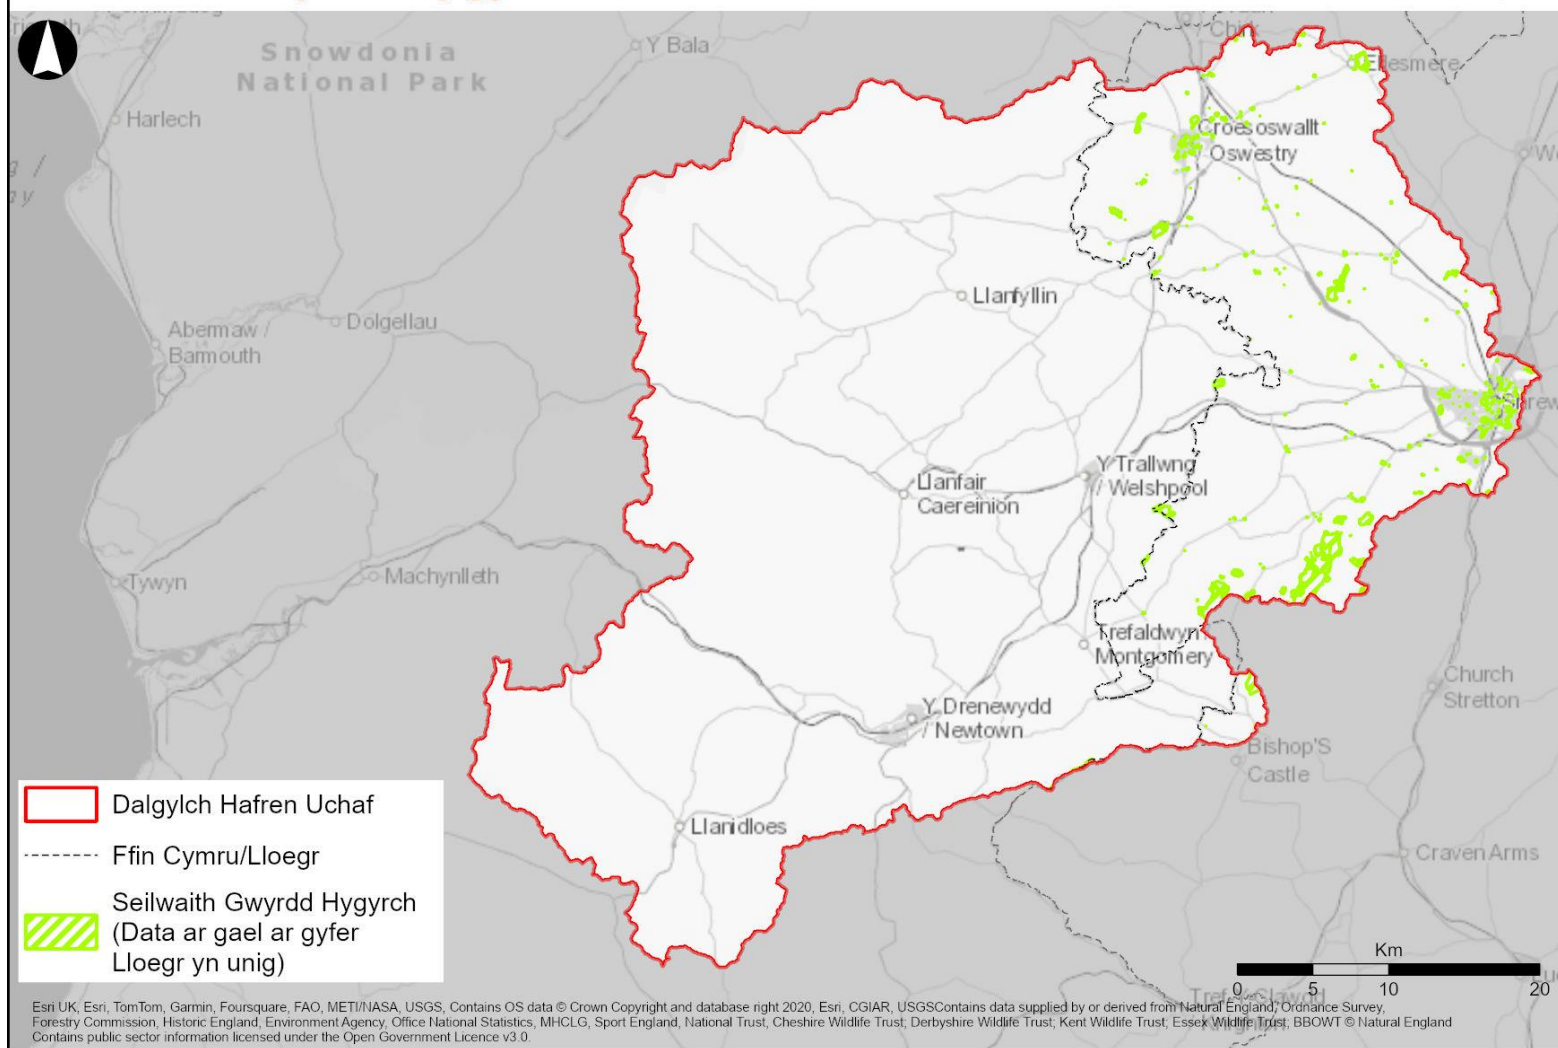 Snowdonia
National Park
Y Bala
Harlech
Ellesmere
Croesoswallt
Oswestry
Llanfyllin
Abermaw /
Barmouth
Dolgellau
Llanfair
Caereinion
Y Trallwng
/ Welshpool
Tywyn
Machynlleth
Trefaldwyn
Montgomery
Church
Stretton
Y Drenewydd
/ Newtown
Bishop'S
Castle
Llanidloes
Craven Arms
Dalgylch Hafren Uchaf
Ffin Cymru/Lloegr
Seilwaith Gwyrdd Hygyrch
(Data ar gael ar gyfer
Lloegr yn unig)
Km
0 5 10 20
Esri UK, Esri, TomTom, Garmin, Foursquare, FAO, METI/NASA, USGS, Contains OS data © Crown Copyright and database right 2020, Esri, CGIAR, USGSContains data supplied by or derived from Natural England, Ordnance Survey,
Forestry Commission, Historic England, Environment Agency, Office National Statistics, MHCLG, Sport England, National Trust, Cheshire Wildlife Trust; Derbyshire Wildlife Trust; Kent Wildlife Trust; Essex Wildlife Trust; BBOWT © Natural England
Contains public sector information licensed under the Open Government Licence v3.0.